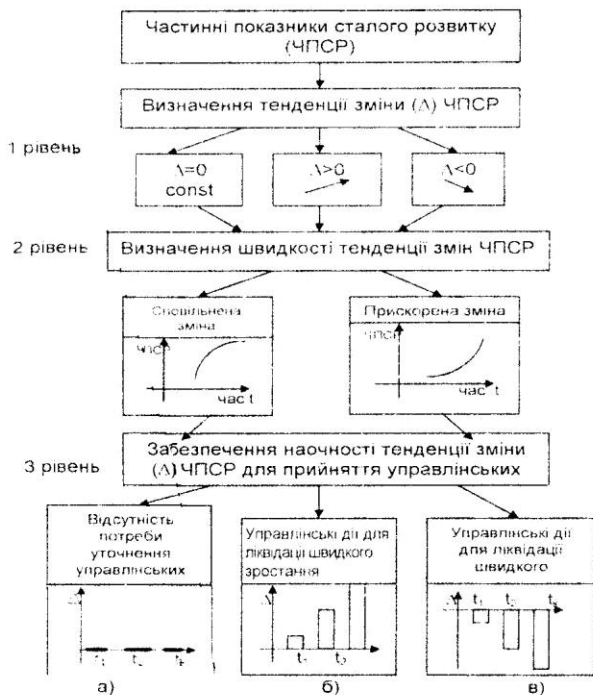 Частинні показники сталого розвитку
(ЧПСР)
Визначення тенденції зміни (Δ) ЧПСР
1 рівень
Δ=0
const
Δ>0
Δ<0
2 рівень
Визначення швидкості тенденції змін ЧПСР
Сповільнена
зміна
ЧПСР
час t
Прискорена зміна
ЧПСР
час t
3 рівень
Забезпечення наочності тенденції зміни
(Δ) ЧПСР для прийняття управлінських
Відсутність
потреби
уточнення
управлінських
Δ
t₁
а)
Управлінські дії для
ліквідації швидкого
зростання
Δ
t₁ t₂
б)
Управлінські дії
для ліквідації
швидкого
Δ
t₁ t₂
в)